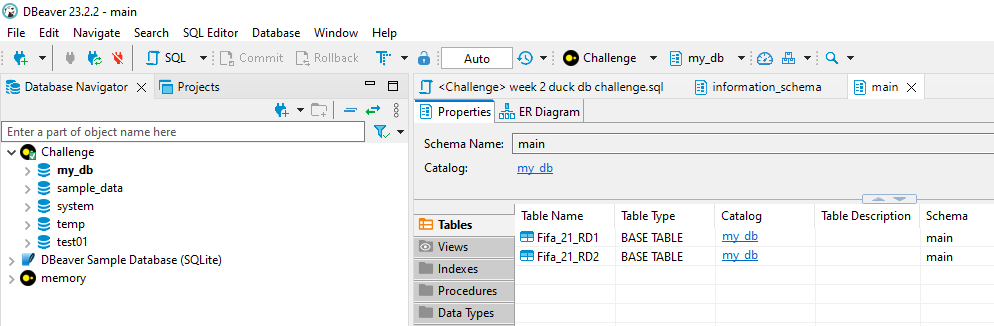 DBeaver 23.2.2 - main
File Edit Navigate Search SQL Editor Database Window Help
SQL Commit Rollback Auto Challenge my_db
Database Navigator Projects
Enter a part of object name here
Challenge
my_db
sample_data
system
temp
test01
DBeaver Sample Database (SQLite)
memory
<Challenge> week 2 duck db challenge.sql information_schema main
Properties ER Diagram
Schema Name: main
Catalog: my_db
Tables
Views
Indexes
Procedures
Data Types
Table Name Table Type Catalog Table Description Schema
Fifa_21_RD1 BASE TABLE my_db main
Fifa_21_RD2 BASE TABLE my_db main